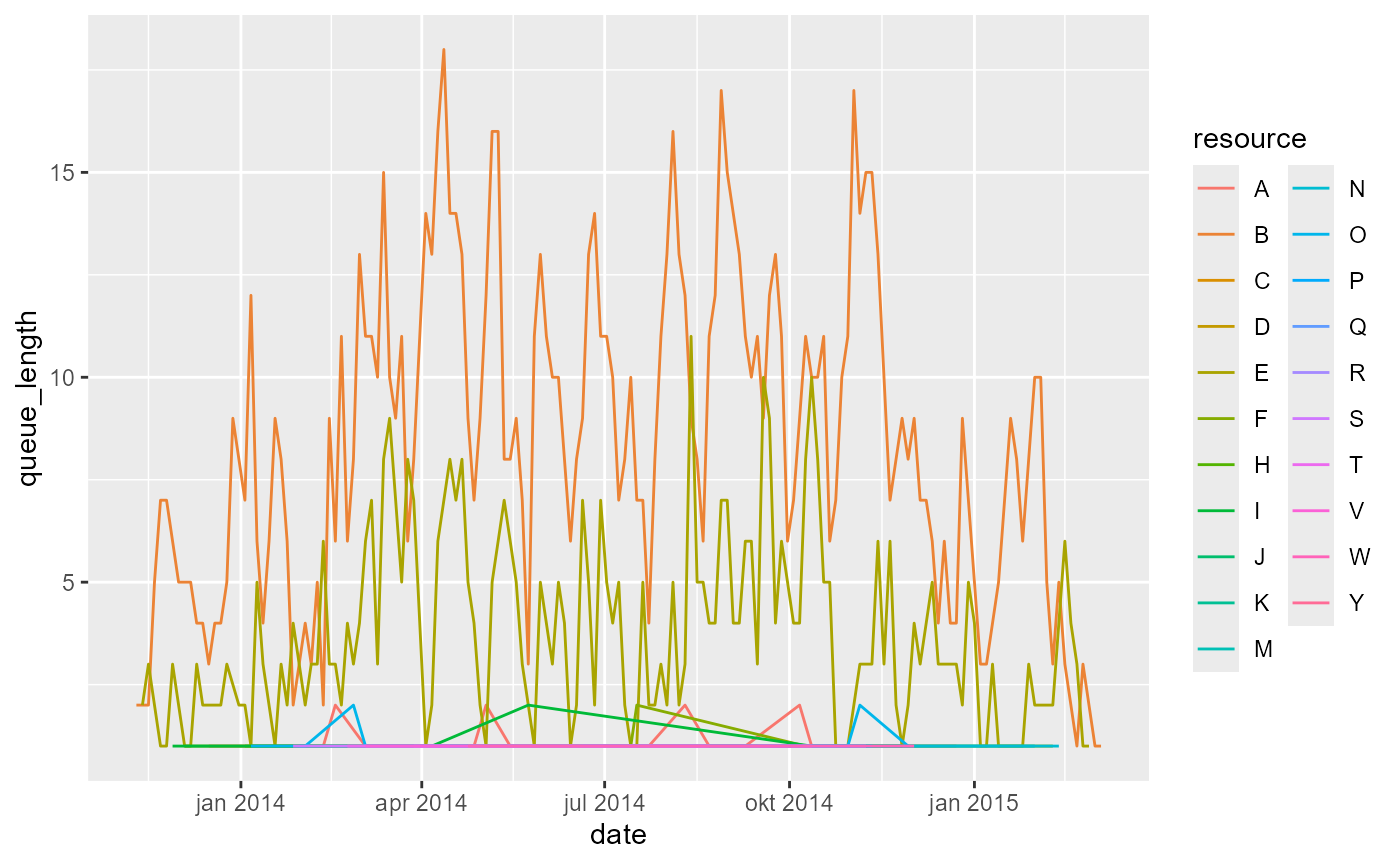 queue_length
15
10
5
jan 2014
apr 2014
jul 2014
okt 2014
jan 2015
date
resource
A
B
C
D
E
F
H
I
J
K
M
N
O
P
Q
R
S
T
V
W
Y